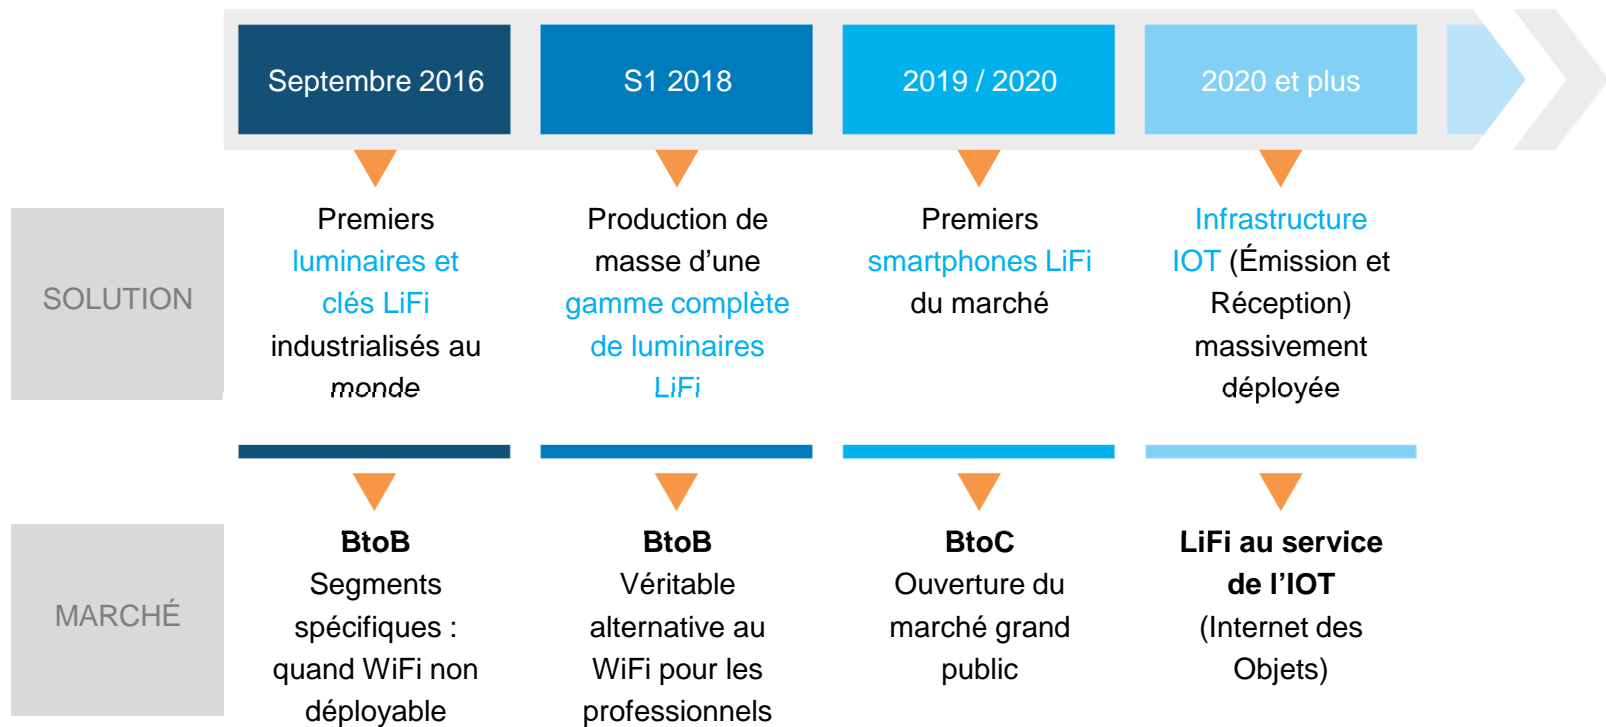 Septembre 2016
S1 2018
2019 / 2020
2020 et plus
SOLUTION
Premiers
luminaires et
clés LiFi
industrialisés au
monde
Production de
masse d’une
gamme complète
de luminaires
LiFi
Premiers
smartphones LiFi
du marché
Infrastructure
IOT (Émission et
Réception)
massivement
déployée
MARCHÉ
BtoB
Segments
spécifiques :
quand WiFi non
déployable
BtoB
Véritable
alternative au
WiFi pour les
professionnels
BtoC
Ouverture du
marché grand
public
LiFi au service
de l’IOT
(Internet des
Objets)